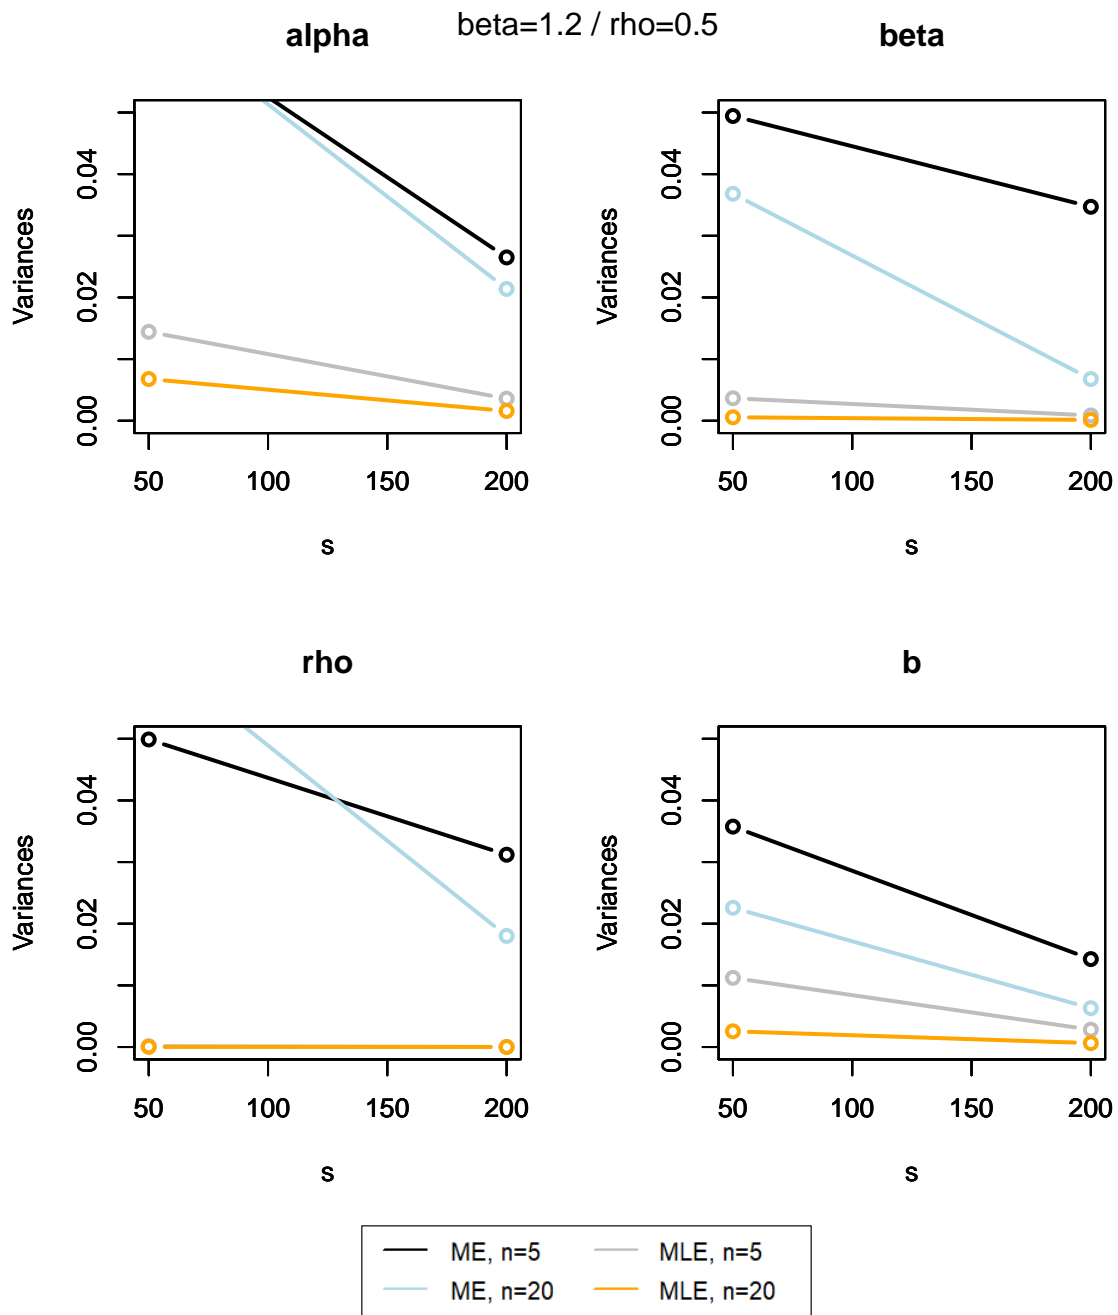 beta=1.2 / rho=0.5
alpha
beta
Variances
0.00 0.02 0.04
50 100 150 200
s
Variances
0.00 0.02 0.04
50 100 150 200
s
rho
b
Variances
0.00 0.02 0.04
50 100 150 200
s
Variances
0.00 0.02 0.04
50 100 150 200
s
ME, n=5 MLE, n=5
ME, n=20 MLE, n=20